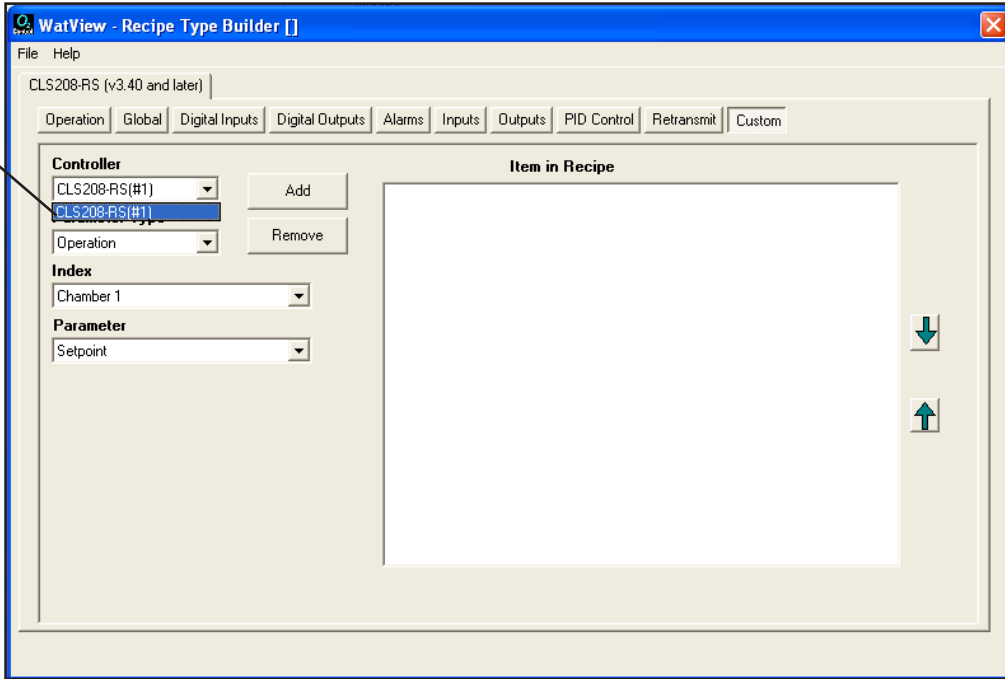 WatView - Recipe Type Builder []
File Help
CLS208-RS (v3.40 and later)
Operation Global Digital Inputs Digital Outputs Alarms Inputs Outputs PID Control Retransmit Custom
Controller
Item in Recipe
CLS208-RS(#1)
Add
CLS208-RS(#1)
Parameter Type
Operation
Remove
Index
Chamber 1
Parameter
Setpoint